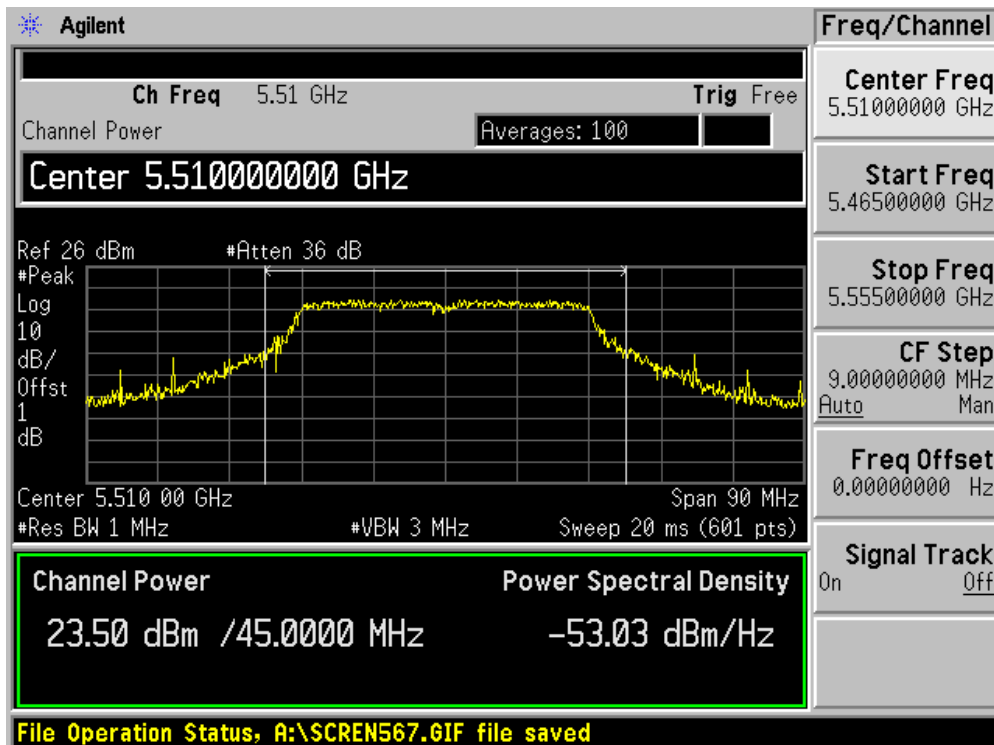 Agilent
Ch Freq 5.51 GHz Trig Free
Channel Power Averages: 100
Center 5.510000000 GHz
Ref 26 dBm #Atten 36 dB
#Peak
Log
10
dB/
Offst
1
dB
Center 5.510 00 GHz Span 90 MHz
#Res BW 1 MHz #VBW 3 MHz Sweep 20 ms (601 pts)
Channel Power Power Spectral Density
23.50 dBm /45.0000 MHz -53.03 dBm/Hz
File Operation Status, A:\SCREN567.GIF file saved
Freq/Channel
Center Freq
5.51000000 GHz
Start Freq
5.46500000 GHz
Stop Freq
5.55500000 GHz
CF Step
9.00000000 MHz
Auto Man
Freq Offset
0.00000000 Hz
Signal Track
On Off